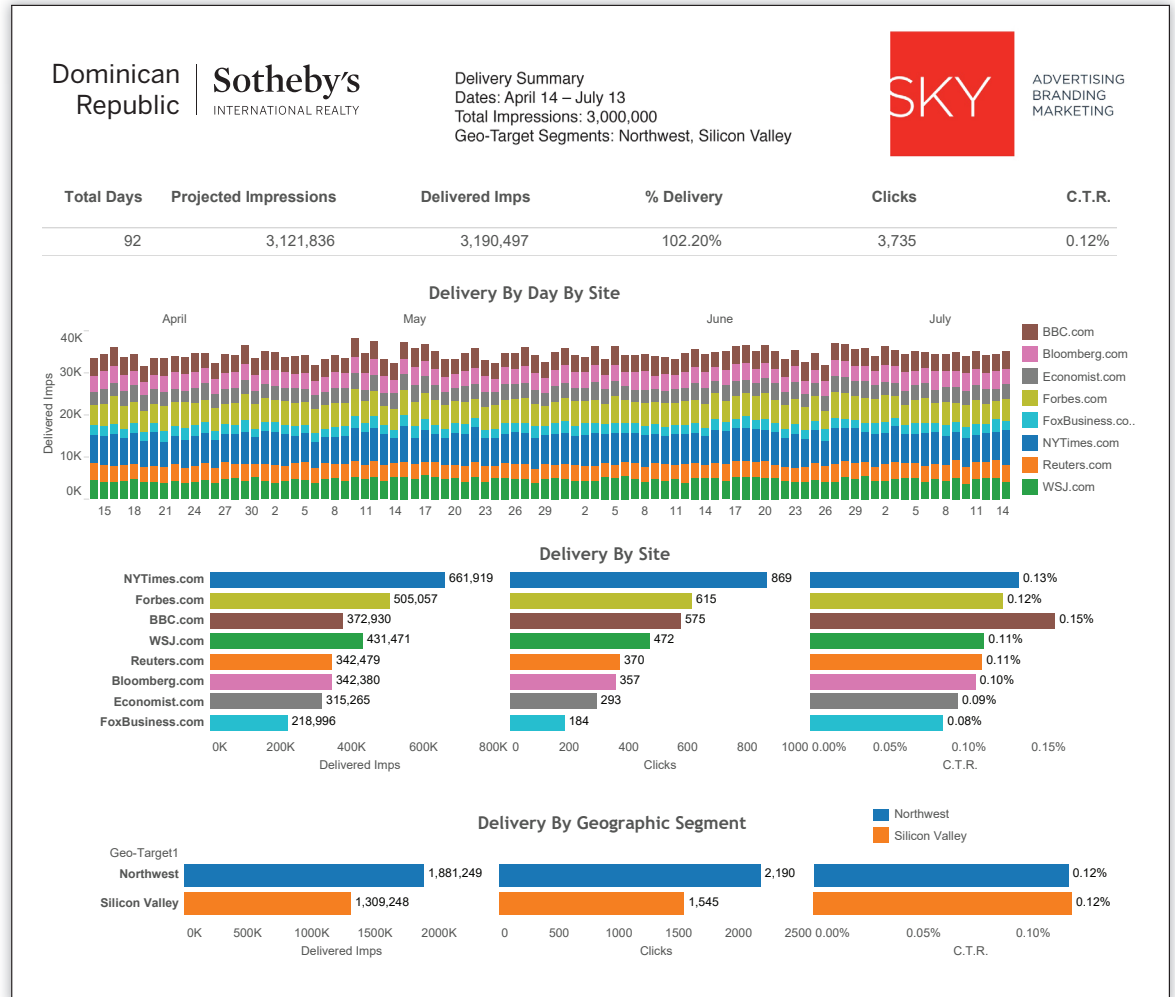 Dominican
Republic
Sotheby's
INTERNATIONAL REALTY
Delivery Summary
Dates: April 14 – July 13
Total Impressions: 3,000,000
Geo-Target Segments: Northwest, Silicon Valley
SKY
ADVERTISING
BRANDING
MARKETING
Total Days Projected Impressions Delivered Imps % Delivery Clicks C.T.R.
92 3,121,836 3,190,497 102.20% 3,735 0.12%
Delivery By Day By Site
April May June July
40K
30K
20K
10K
0K
Delivered Imps
15 18 21 24 27 30 2 5 8 11 14 17 20 23 26 29 2 5 8 11 14 17 20 23 26 29 2 5 8 11 14
BBC.com
Bloomberg.com
Economist.com
Forbes.com
FoxBusiness.co..
NYTimes.com
Reuters.com
WSJ.com
Delivery By Site
NYTimes.com 661,919 869 0.13%
Forbes.com 505,057 615 0.12%
BBC.com 372,930 575 0.15%
WSJ.com 431,471 472 0.11%
Reuters.com 342,479 370 0.11%
Bloomberg.com 342,380 357 0.10%
Economist.com 315,265 293 0.09%
FoxBusiness.com 218,996 184 0.08%
0K 200K 400K 600K 800K 0 200 400 600 800 1000 0.00% 0.05% 0.10% 0.15%
Delivered Imps Clicks C.T.R.
Delivery By Geographic Segment
Northwest
Silicon Valley
Geo-Target1
Northwest 1,881,249 2,190 0.12%
Silicon Valley 1,309,248 1,545 0.12%
0K 500K 1000K 1500K 2000K 0 500 1000 1500 2000 2500 0.00% 0.05% 0.10%
Delivered Imps Clicks C.T.R.